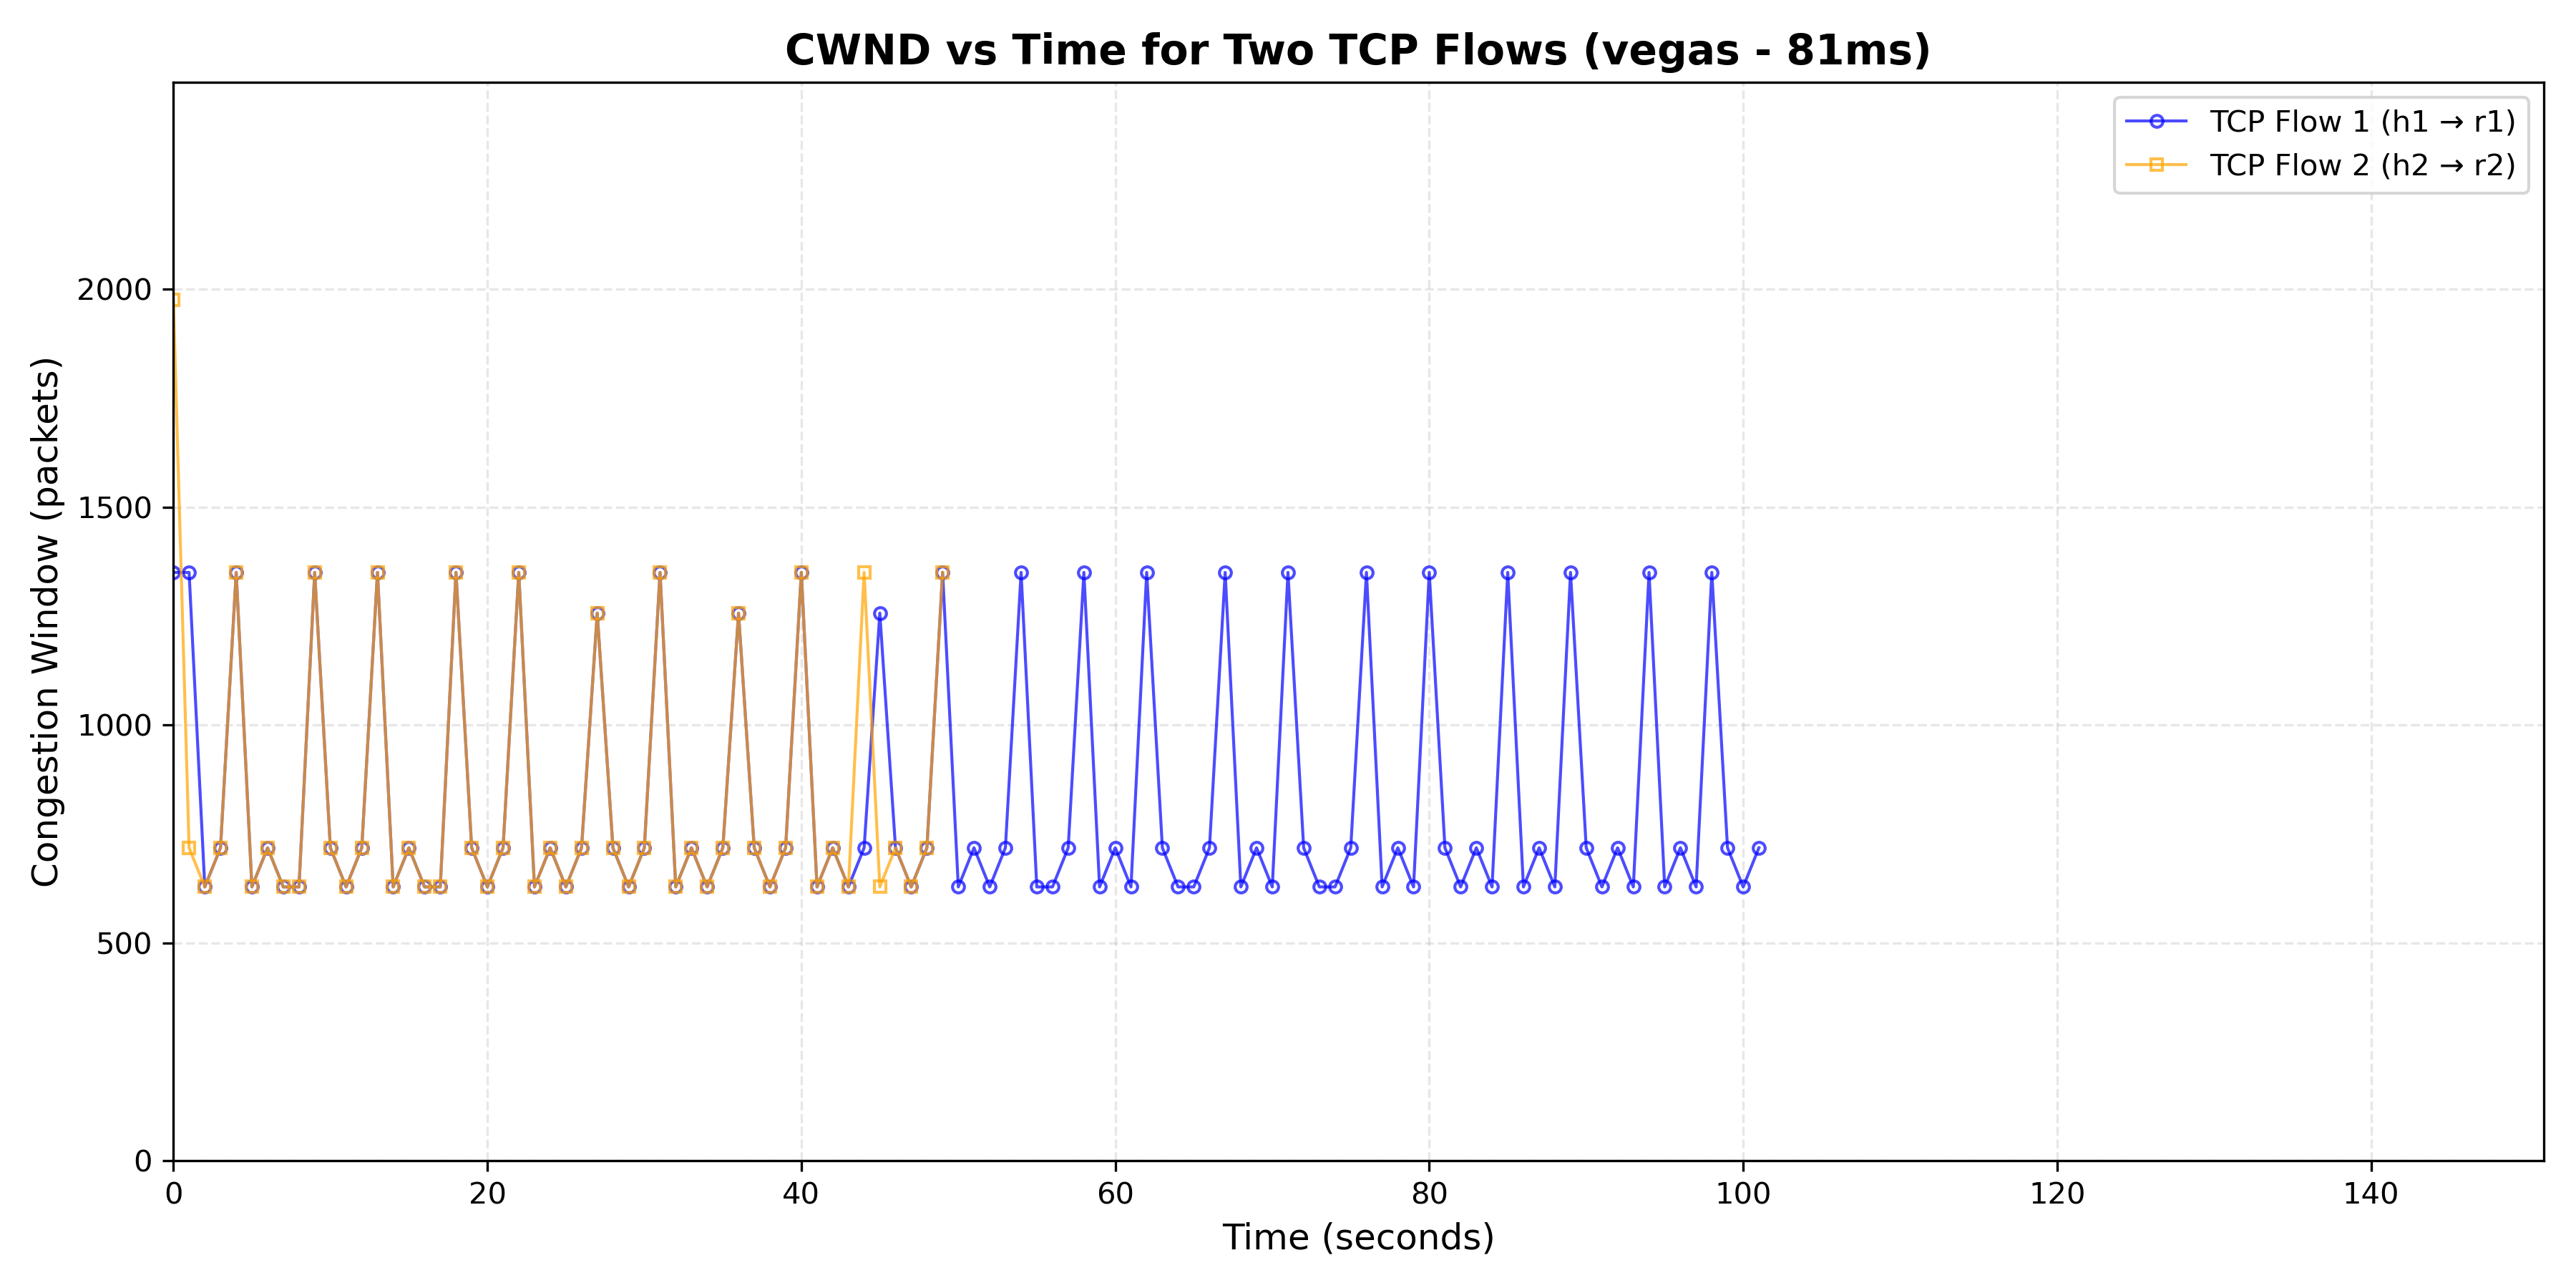 CWND vs Time for Two TCP Flows (vegas - 81ms)
TCP Flow 1 (h1 → r1)
TCP Flow 2 (h2 → r2)
Congestion Window (packets)
2000
1500
1000
500
0
0 20 40 60 80 100 120 140
Time (seconds)